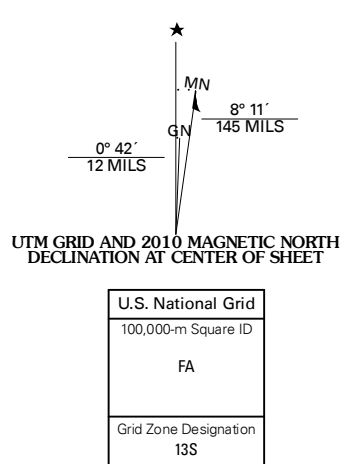 ★
MN
8° 11´
145 MILS
GN
0° 42´
12 MILS
UTM GRID AND 2010 MAGNETIC NORTH
DECLINATION AT CENTER OF SHEET
U.S. National Grid
100,000-m Square ID
FA
Grid Zone Designation
13S